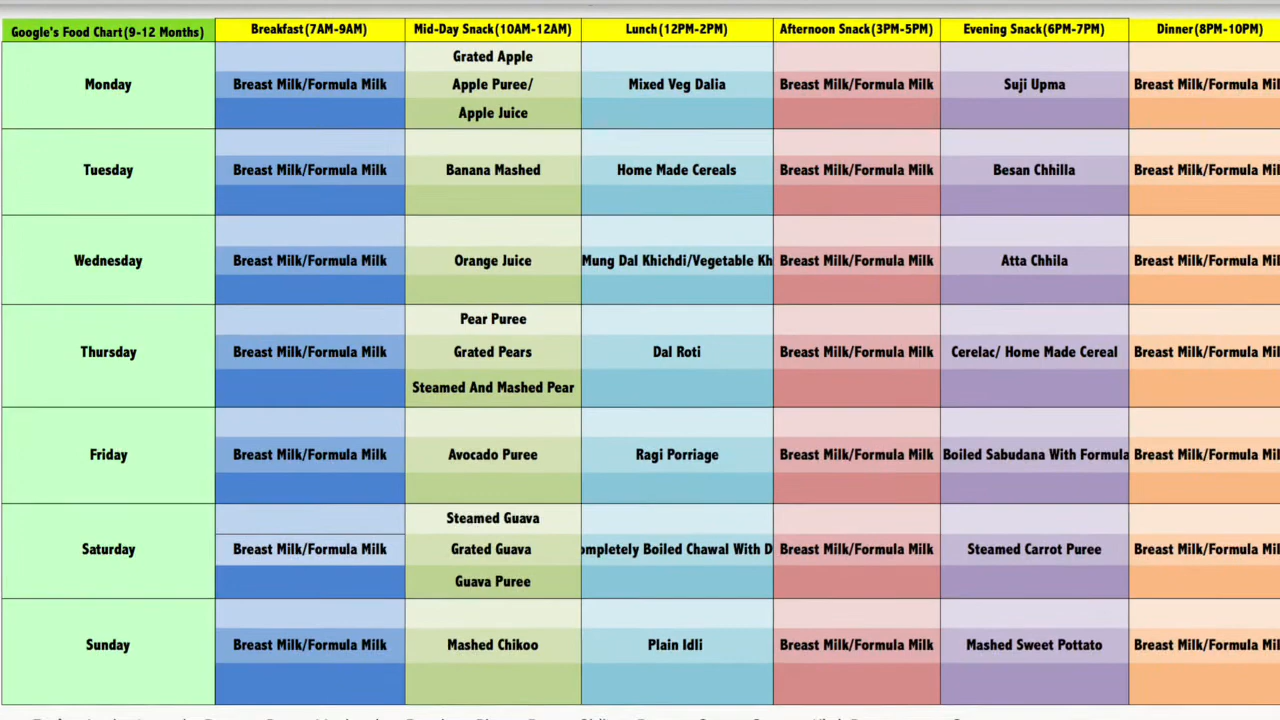 Google's Food Chart(9-12 Months) Breakfast(7AM-9AM) Mid-Day Snack(10AM-12AM) Lunch(12PM-2PM) Afternoon Snack(3PM-5PM) Evening Snack(6PM-7PM) Dinner(8PM-10PM)
Grated Apple
Monday Breast Milk/Formula Milk Apple Puree/ Mixed Veg Dalia Breast Milk/Formula Milk Suji Upma Breast Milk/Formula Mil
Apple Juice
Tuesday Breast Milk/Formula Milk Banana Mashed Home Made Cereals Breast Milk/Formula Milk Besan Chhilla Breast Milk/Formula Mil
Wednesday Breast Milk/Formula Milk Orange Juice Mung Dal Khichdi/Vegetable Kh Breast Milk/Formula Milk Atta Chhila Breast Milk/Formula Mil
Pear Puree
Thursday Breast Milk/Formula Milk Grated Pears Dal Roti Breast Milk/Formula Milk Cerelac/ Home Made Cereal Breast Milk/Formula Mil
Steamed And Mashed Pear
Friday Breast Milk/Formula Milk Avocado Puree Ragi Porriage Breast Milk/Formula Milk Boiled Sabudana With Formula Breast Milk/Formula Mil
Steamed Guava
Saturday Breast Milk/Formula Milk Grated Guava ompletely Boiled Chawal With D Breast Milk/Formula Milk Steamed Carrot Puree Breast Milk/Formula Mil
Guava Puree
Sunday Breast Milk/Formula Milk Mashed Chikoo Plain Idli Breast Milk/Formula Milk Mashed Sweet Pottato Breast Milk/Formula Mil